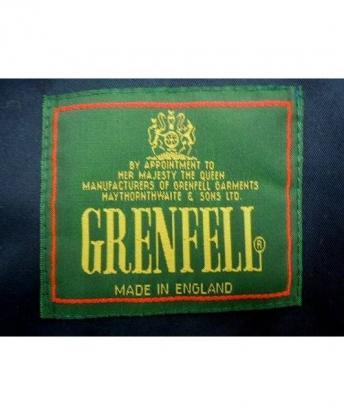 BY APPOINTMENT TO
HER MAJESTY THE QUEEN
MANUFACTURERS OF GRENFELL GARMENTS
HAYTHORNTHWAITE & SONS LTD.
GRENFELL®
MADE IN ENGLAND